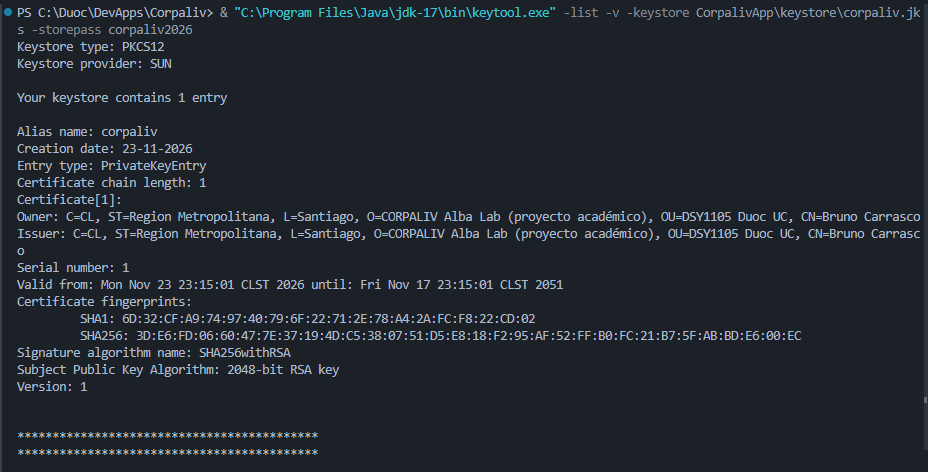 PS C:\Duoc\DevApps\Corpaliv> & "C:\Program Files\Java\jdk-17\bin\keytool.exe" -list -v -keystore CorpalivApp\keystore\corpaliv.jk
s -storepass corpaliv2026
Keystore type: PKCS12
Keystore provider: SUN
Your keystore contains 1 entry
Alias name: corpaliv
Creation date: 23-11-2026
Entry type: PrivateKeyEntry
Certificate chain length: 1
Certificate[1]:
Owner: C=CL, ST=Region Metropolitana, L=Santiago, O=CORPALIV Alba Lab (proyecto académico), OU=DSY1105 Duoc UC, CN=Bruno Carrasco
Issuer: C=CL, ST=Region Metropolitana, L=Santiago, O=CORPALIV Alba Lab (proyecto académico), OU=DSY1105 Duoc UC, CN=Bruno Carrasc
o
Serial number: 1
Valid from: Mon Nov 23 23:15:01 CLST 2026 until: Fri Nov 17 23:15:01 CLST 2051
Certificate fingerprints:
SHA1: 6D:32:CF:A9:74:97:40:79:6F:22:71:2E:78:A4:2A:FC:F8:22:CD:02
SHA256: 3D:E6:FD:06:60:47:7E:37:19:4D:C5:38:07:51:D5:E8:18:F2:95:AF:52:FF:B0:FC:21:B7:5F:AB:BD:E6:00:EC
Signature algorithm name: SHA256withRSA
Subject Public Key Algorithm: 2048-bit RSA key
Version: 1
*******************************************
*******************************************